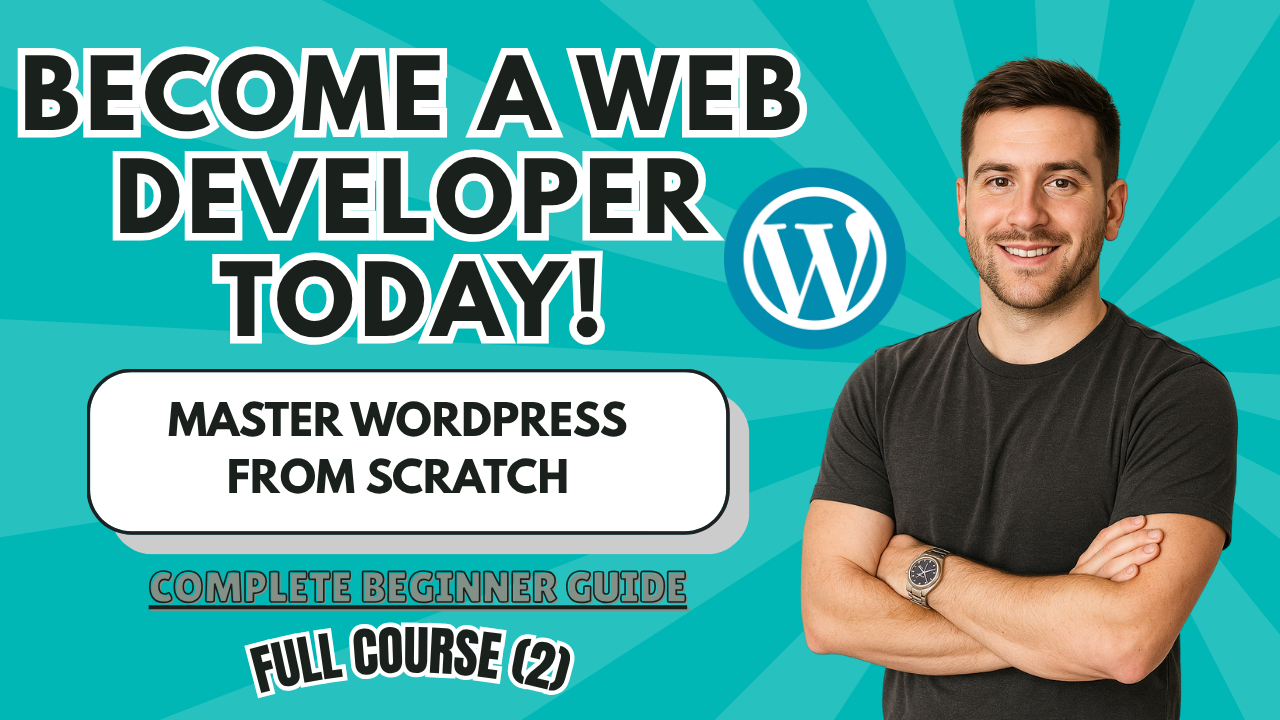 BECOME A WEB
DEVELOPER
TODAY!
MASTER WORDPRESS
FROM SCRATCH
COMPLETE BEGINNER GUIDE
FULL COURSE (2)